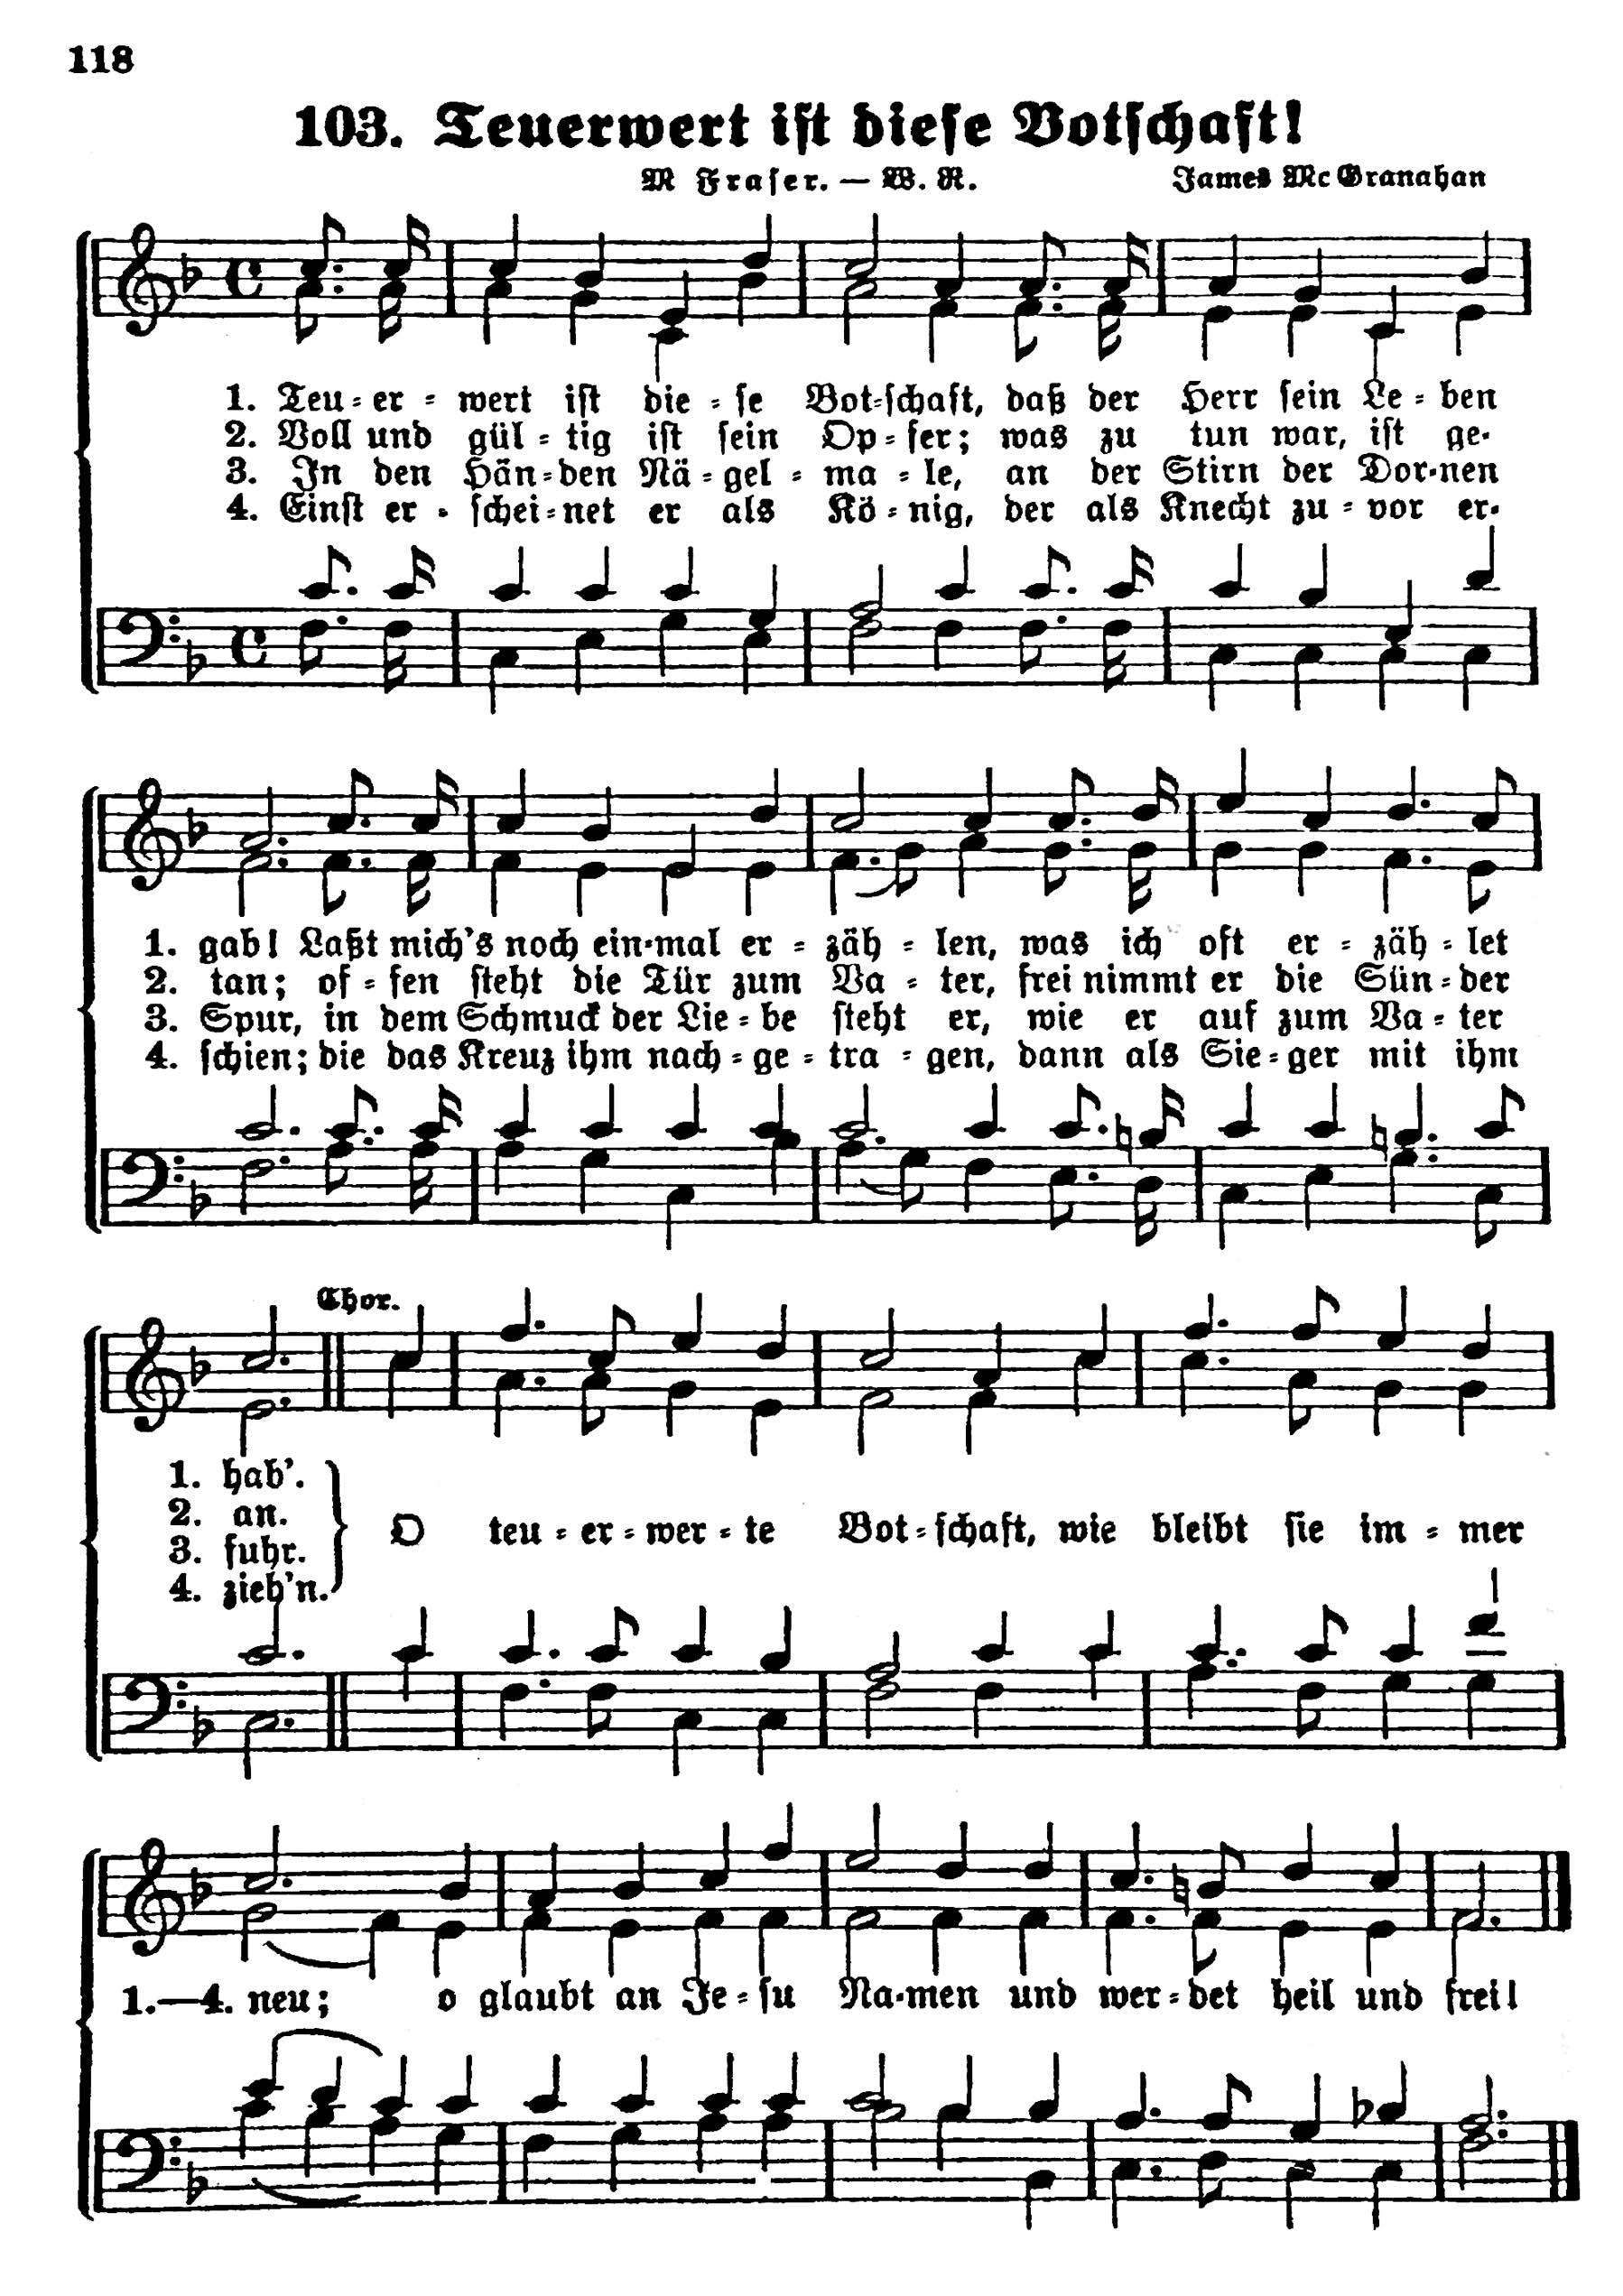 118
103. Teuerwert ist diese Botschaft!
M Fraser. — W. R. James Mc Granahan
1. Teu-er-wert ist die-se Bot-schaft, daß der Herr sein Le-ben
2. Voll und gül-tig ist sein Op-fer; was zu tun war, ist ge-
3. In den Hän-den Nä-gel-ma-le, an der Stirn der Dor-nen
4. Einst er-schei-net er als Kö-nig, der als Knecht zu-vor er-
1. gab! Laßt mich's noch ein-mal er-zäh-len, was ich oft er-zäh-let
2. tan; of-fen steht die Tür zum Va-ter, frei nimmt er die Sün-der
3. Spur, in dem Schmuck der Lie-be steht er, wie er auf zum Va-ter
4. schien; die das Kreuz ihm nach-ge-tra-gen, dann als Sie-ger mit ihm
Chor.
1. hab'.
2. an.
3. fuhr.
4. zieh'n.
O teu-er-wer-te Bot-schaft, wie bleibt sie im-mer
1.—4. neu; o glaubt an Je-su Na-men und wer-det heil und frei!